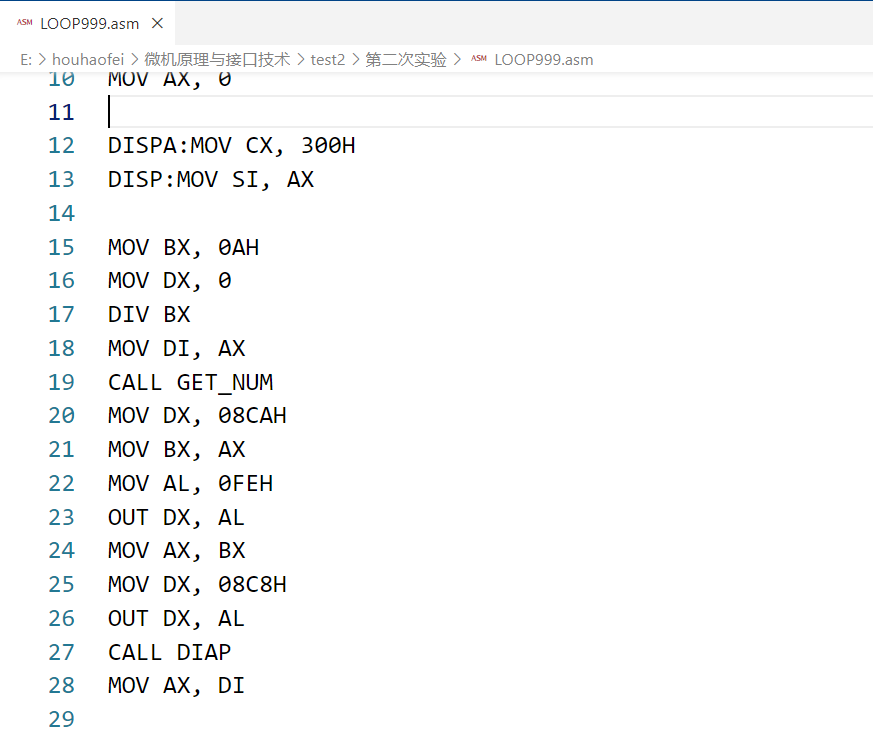 ASM LOOP999.asm ×
E: > houhaofei > 微机原理与接口技术 > test2 > 第二次实验 > ASM LOOP999.asm
10 MOV AX, 0
11
12 DISPA:MOV CX, 300H
13 DISP:MOV SI, AX
14
15 MOV BX, 0AH
16 MOV DX, 0
17 DIV BX
18 MOV DI, AX
19 CALL GET_NUM
20 MOV DX, 08CAH
21 MOV BX, AX
22 MOV AL, 0FEH
23 OUT DX, AL
24 MOV AX, BX
25 MOV DX, 08C8H
26 OUT DX, AL
27 CALL DIAP
28 MOV AX, DI
29